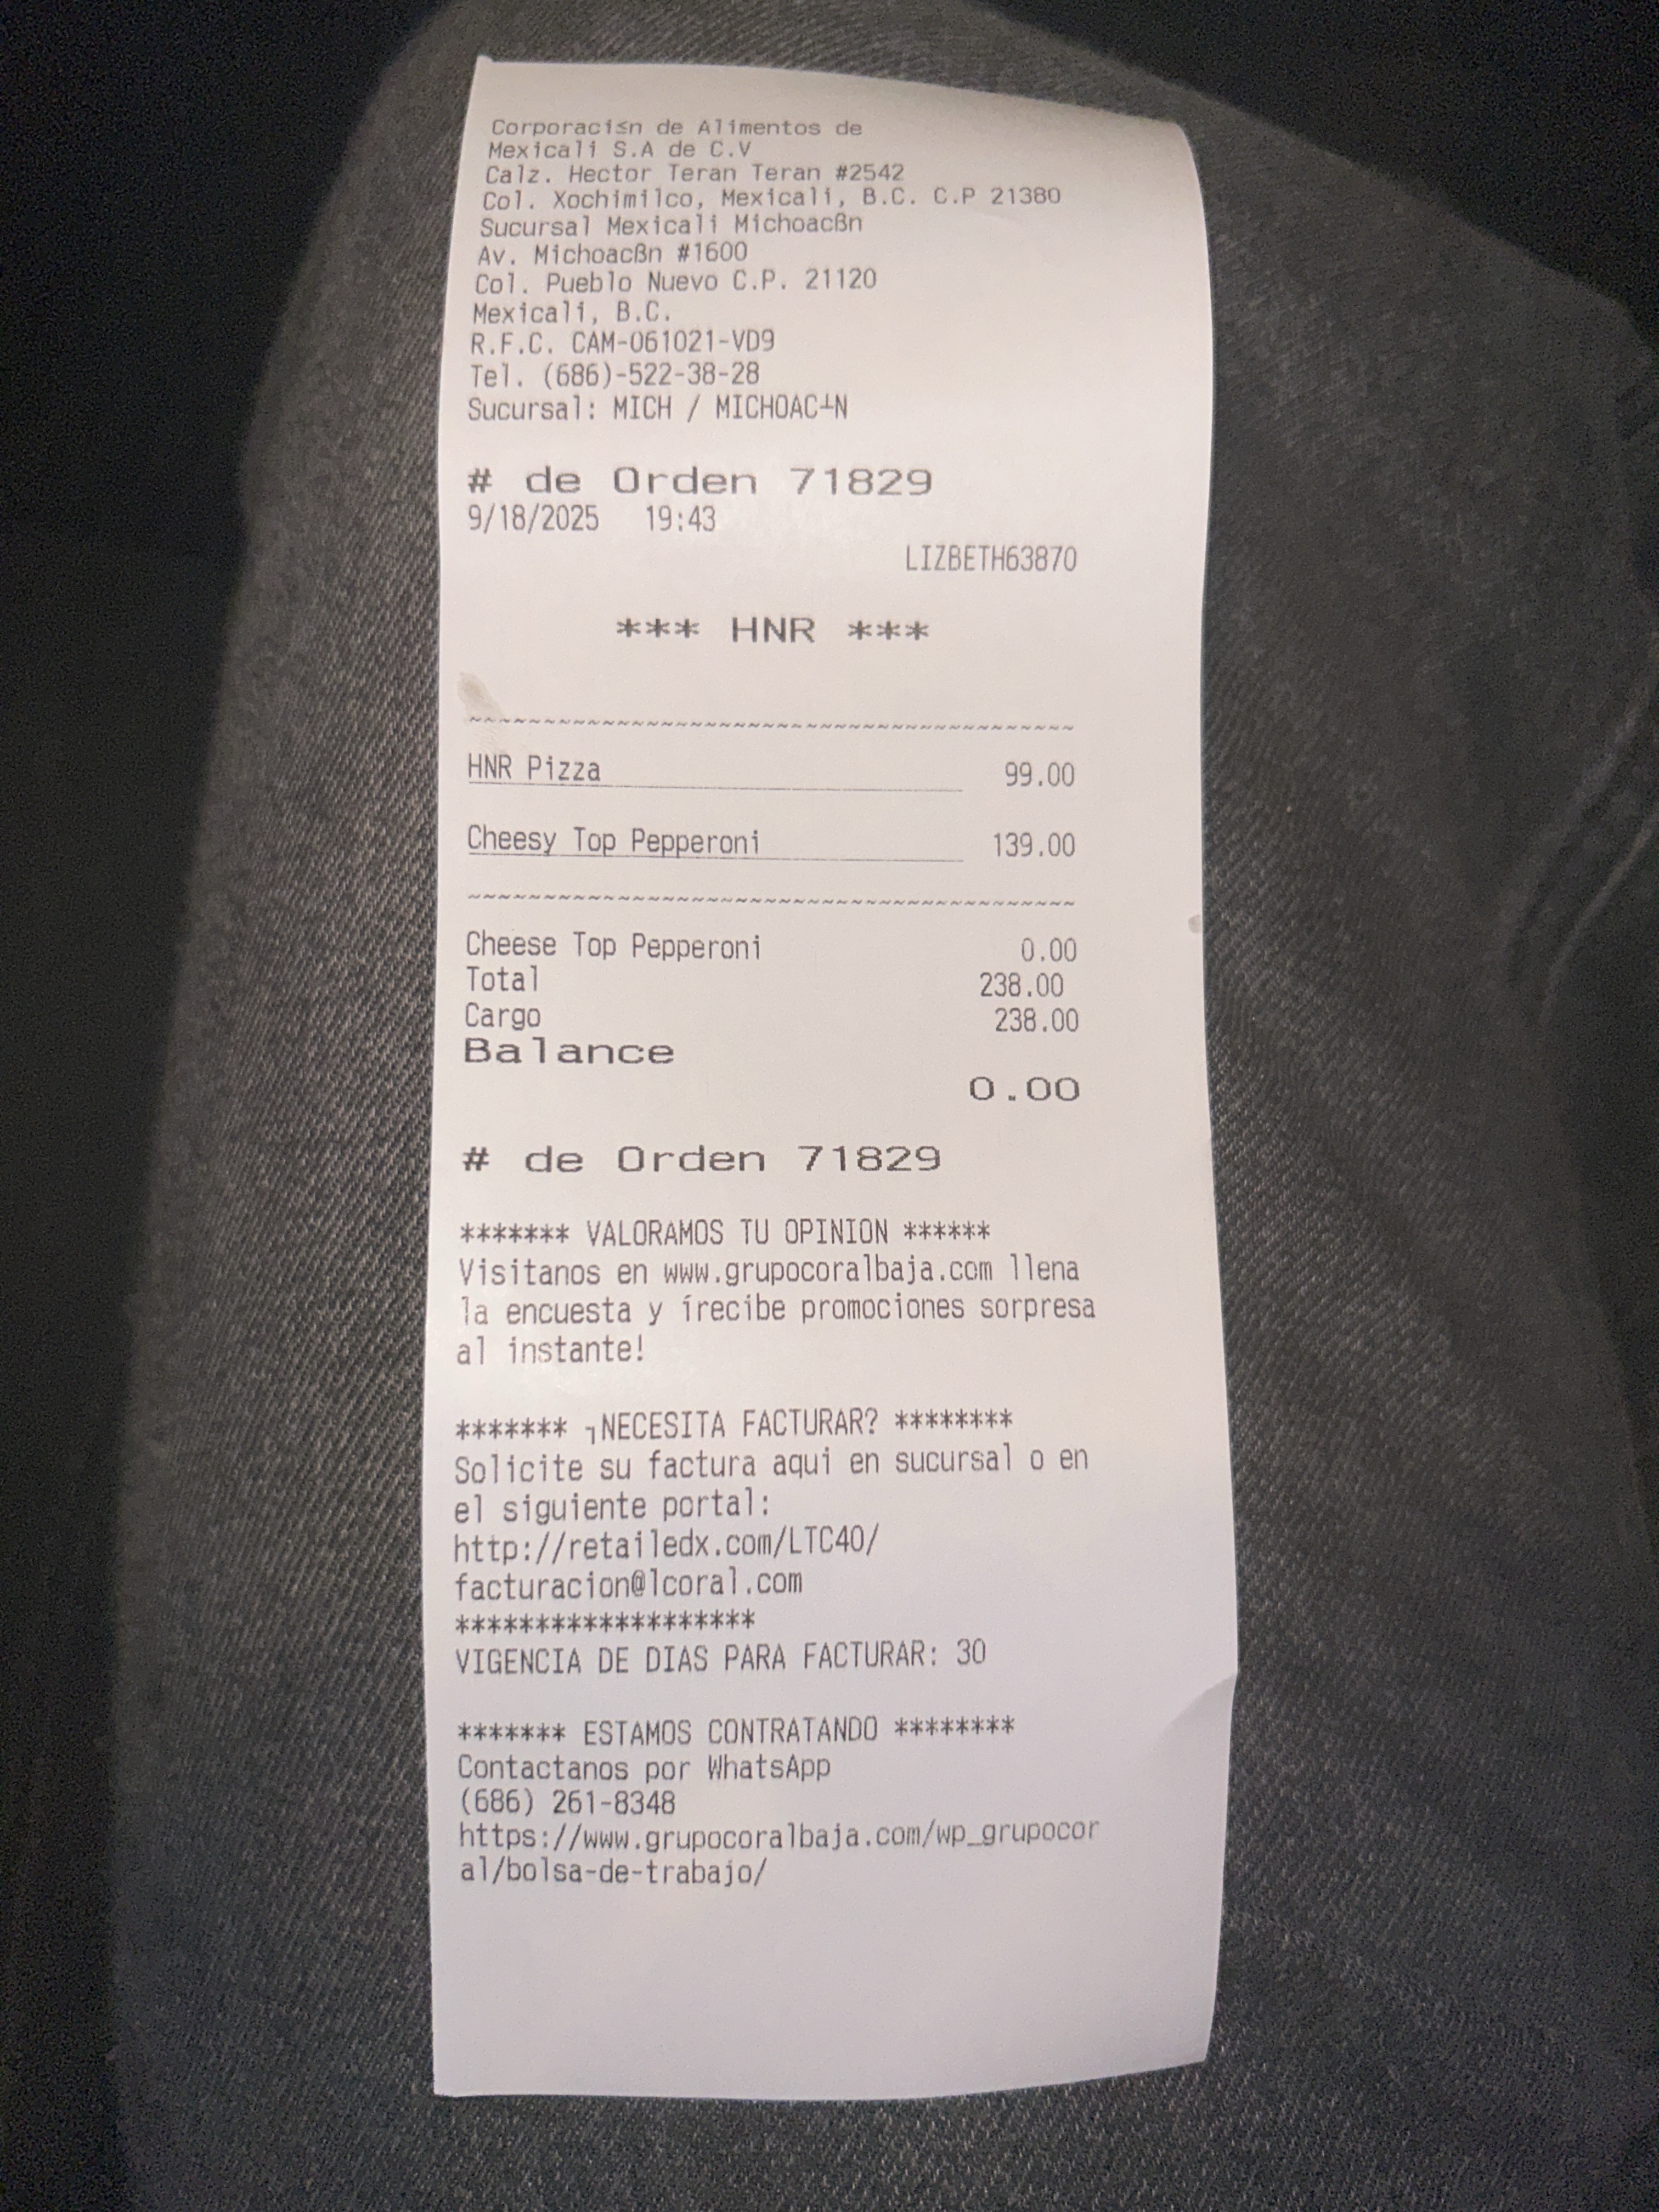 Corporaci≤n de Alimentos de
Mexicali S.A de C.V
Calz. Hector Teran Teran #2542
Col. Xochimilco, Mexicali, B.C. C.P 21380
Sucursal Mexicali Michoacßn
Av. Michoacßn #1600
Col. Pueblo Nuevo C.P. 21120
Mexicali, B.C.
R.F.C. CAM-061021-VD9
Tel. (686)-522-38-28
Sucursal: MICH / MICHOAC┴N
# de Orden 71829
9/18/2025 19:43
LIZBETH63870
*** HNR ***
~~~~~~~~~~~~~~~~~~~~~~~~~~~~~~~~~~~~~~~~~~
HNR Pizza 99.00
Cheesy Top Pepperoni 139.00
~~~~~~~~~~~~~~~~~~~~~~~~~~~~~~~~~~~~~~~~~~
Cheese Top Pepperoni 0.00
Total 238.00
Cargo 238.00
Balance
0.00
# de Orden 71829
******* VALORAMOS TU OPINION ******
Visitanos en www.grupocoralbaja.com llena
la encuesta y írecibe promociones sorpresa
al instante!
******* ┐NECESITA FACTURAR? ********
Solicite su factura aqui en sucursal o en
el siguiente portal:
http://retailedx.com/LTC40/
facturacion@lcoral.com
*******************
VIGENCIA DE DIAS PARA FACTURAR: 30
******* ESTAMOS CONTRATANDO ********
Contactanos por WhatsApp
(686) 261-8348
https://www.grupocoralbaja.com/wp_grupocor
al/bolsa-de-trabajo/